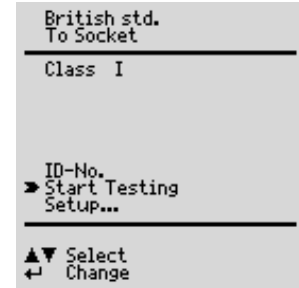 British std.
To Socket
Class I
ID-No.
Start Testing
Setup...
▲▼ Select
↵ Change